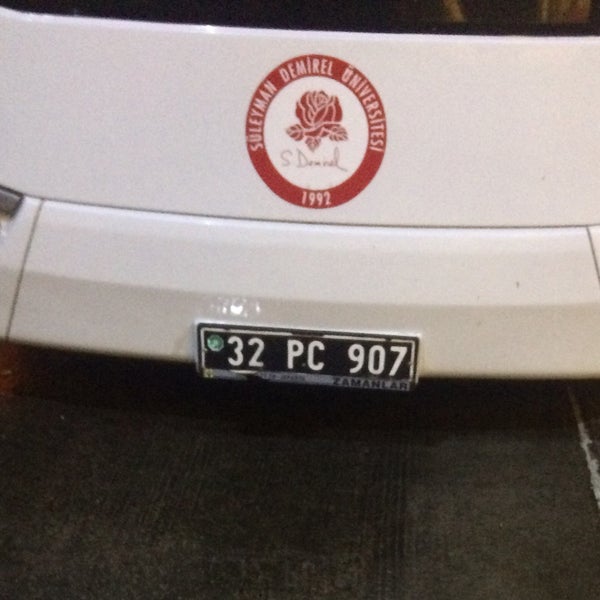 SÜLEYMAN DEMİREL ÜNİVERSİTESİ
S. Demirel
1992
32 PC 907
ZAMANLAR